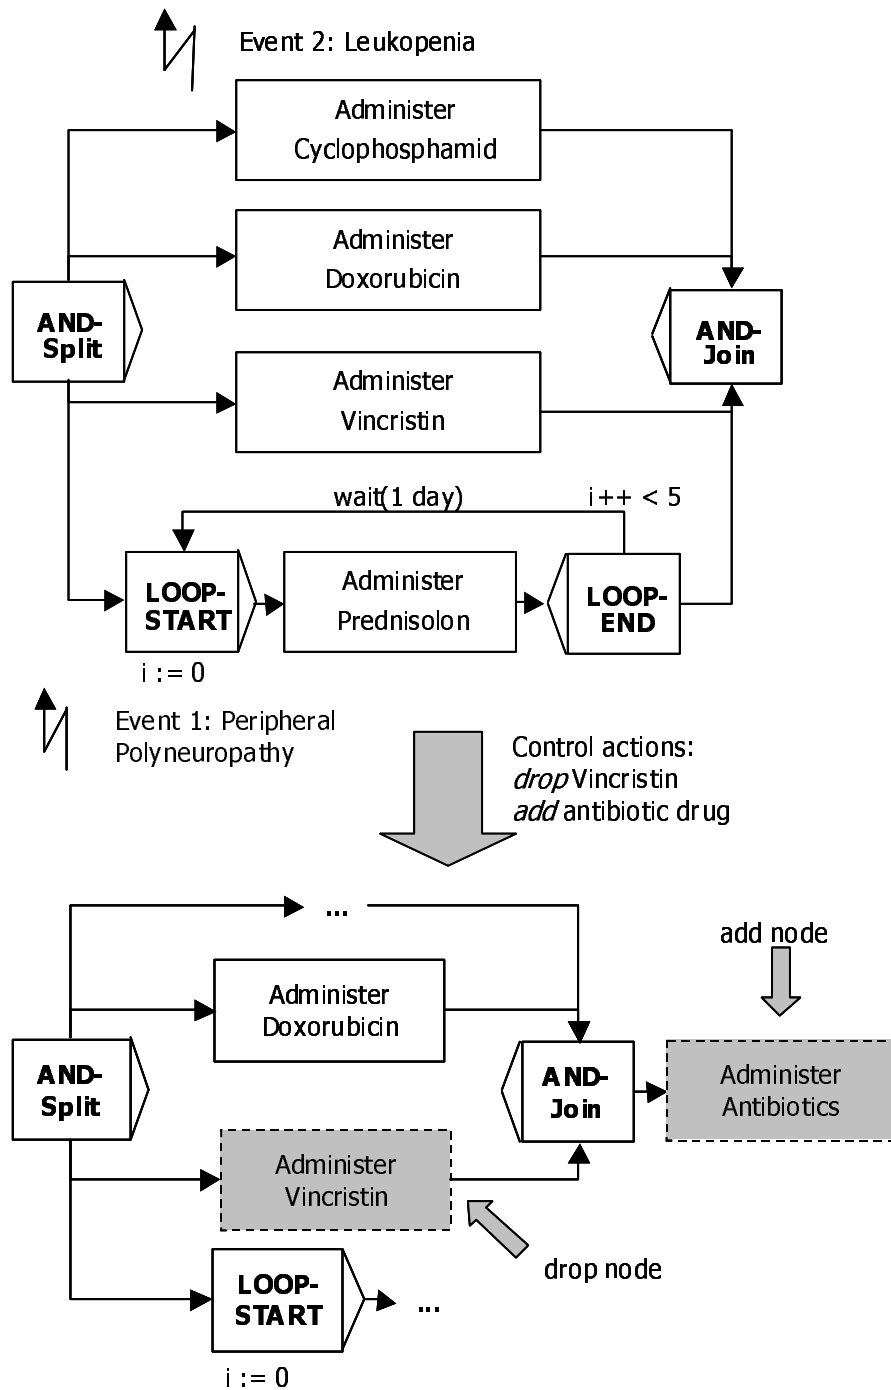 Event 2: Leukopenia
Administer
Cyclophosphamid
Administer
Doxorubicin
AND-
Split
AND-
Join
Administer
Vincristin
wait(1 day)
i++ < 5
LOOP-
START
Administer
Prednisolon
LOOP-
END
i := 0
Event 1: Peripheral
Polyneuropathy
Control actions:
drop Vincristin
add antibiotic drug
...
add node
Administer
Doxorubicin
AND-
Split
AND-
Join
Administer
Antibiotics
Administer
Vincristin
drop node
LOOP-
START
...
i := 0